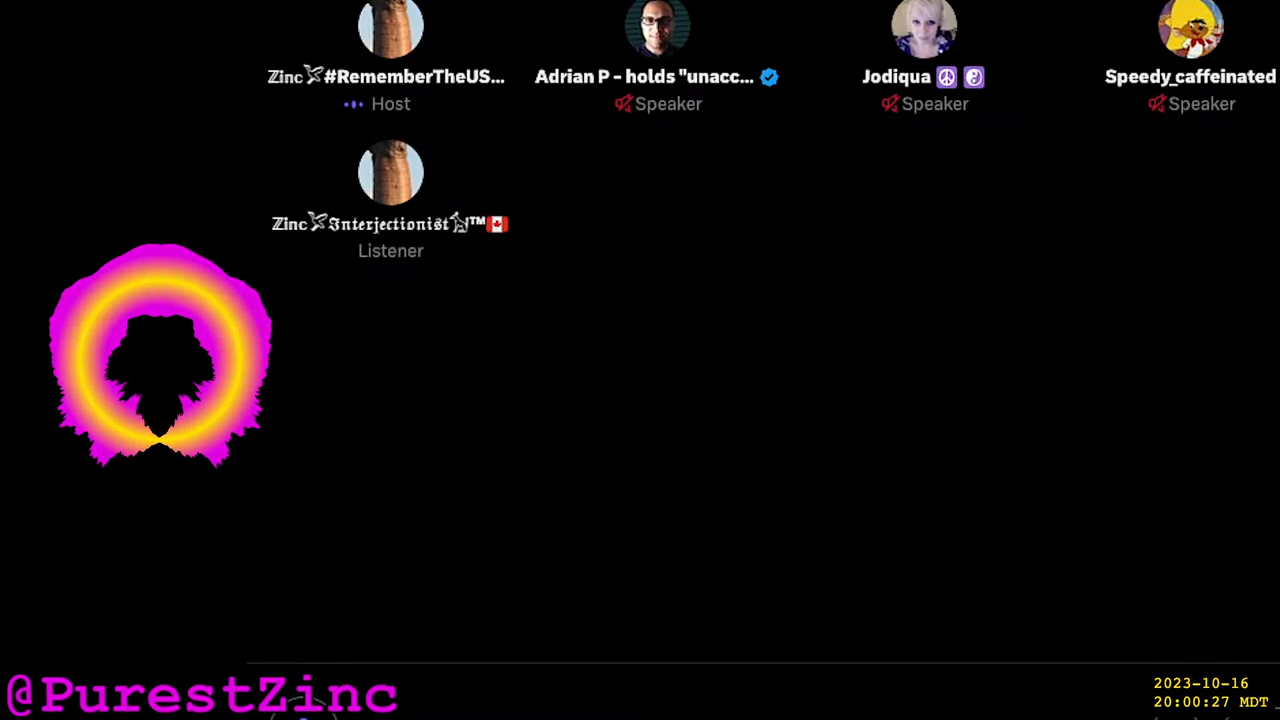 ℤinc🕊#RememberTheUS...
Adrian P - holds "unacc...
Jodiqua ☮️ ☯️
Speedy_caffeinated
Host
Speaker
Speaker
Speaker
ℤinc🕊𝕴𝖓𝖙𝖊𝖗𝖏𝖊𝖈𝖙𝖎𝖔𝖓𝖎𝖘𝖙🐩™🇨🇦
Listener
@PurestZinc
2023-10-16
20:00:27 MDT